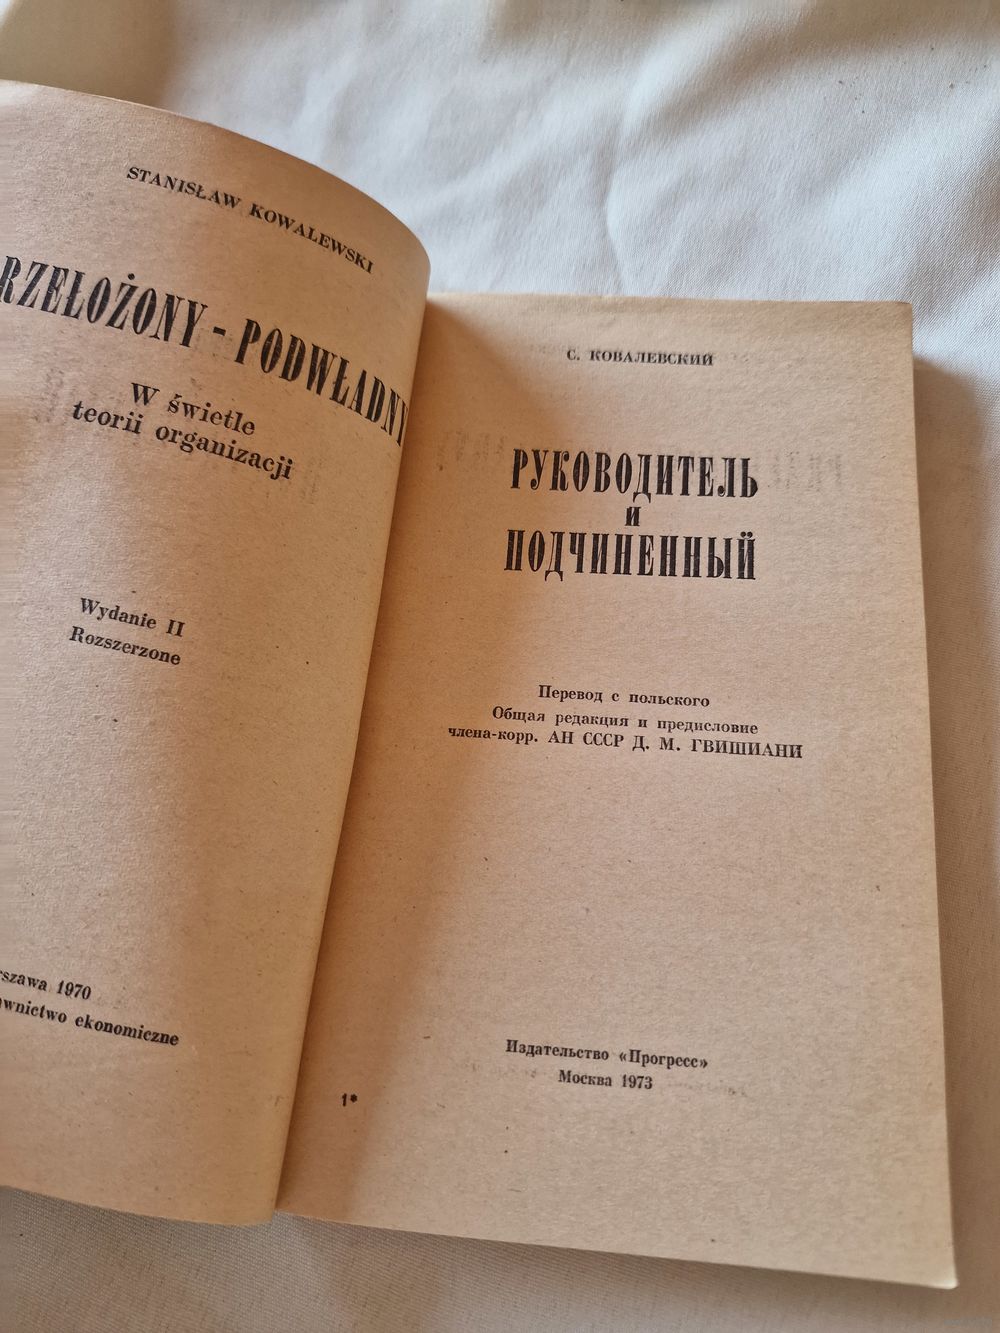 STANISŁAW KOWALEWSKI
RZEŁOŻONY - PODWŁADNY
W świetle
teorii organizacji
Wydanie II
Rozszerzone
rszawa 1970
wnictwo ekonomiczne
С. КОВАЛЕВСКИЙ
РУКОВОДИТЕЛЬ
И
ПОДЧИНЕННЫЙ
Перевод с польского
Общая редакция и предисловие
члена-корр. АН СССР Д. М. ГВИШИАНИ
Издательство «Прогресс»
Москва 1973
1*